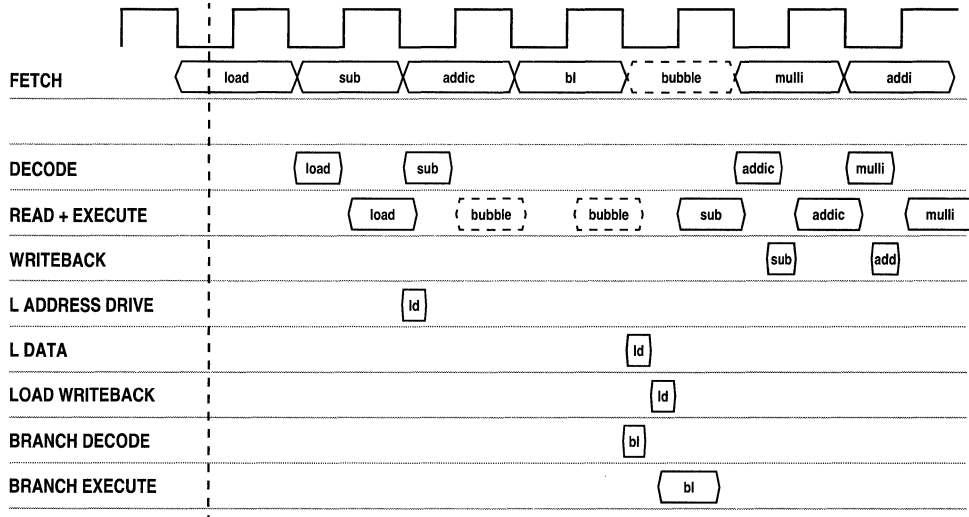 FETCH load sub addic bl bubble mulli addi
DECODE load sub addic mulli
READ + EXECUTE load bubble bubble sub addic mulli
WRITEBACK sub add
L ADDRESS DRIVE ld
L DATA ld
LOAD WRITEBACK ld
BRANCH DECODE bl
BRANCH EXECUTE bl